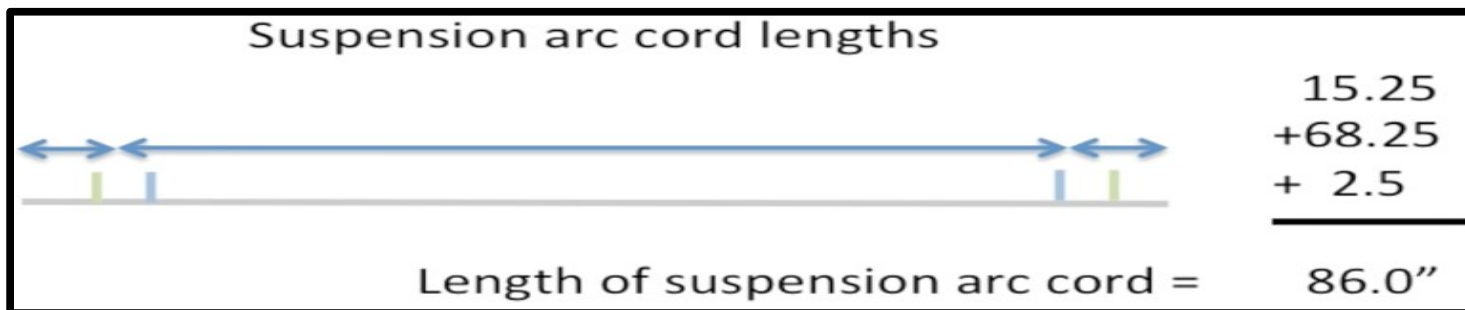 Suspension arc cord lengths
15.25
+68.25
+ 2.5
Length of suspension arc cord = 86.0”